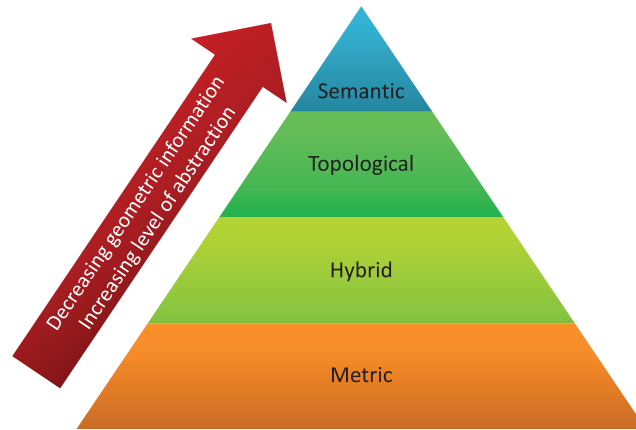 Decreasing geometric information
Increasing level of abstraction
Semantic
Topological
Hybrid
Metric